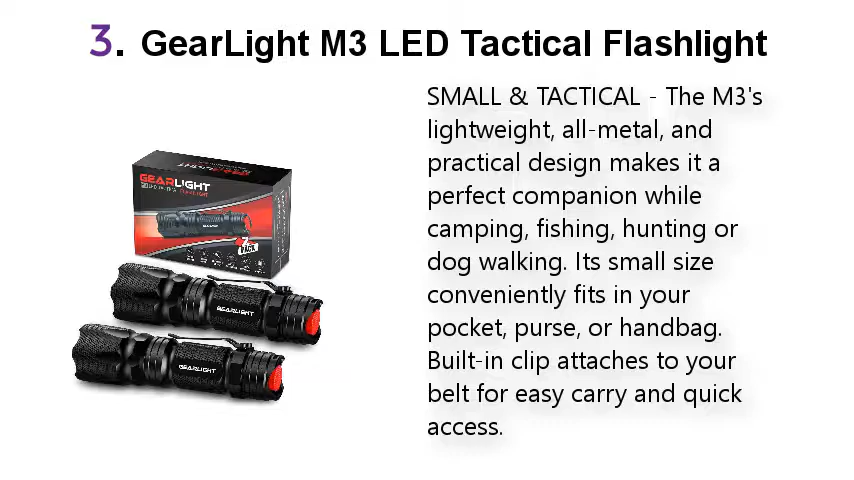 3. GearLight M3 LED Tactical Flashlight
SMALL & TACTICAL - The M3's
lightweight, all-metal, and
practical design makes it a
perfect companion while
camping, fishing, hunting or
dog walking. Its small size
conveniently fits in your
pocket, purse, or handbag.
Built-in clip attaches to your
belt for easy carry and quick
access.
GEARLIGHT
GEARLIGHT
GEARLIGHT